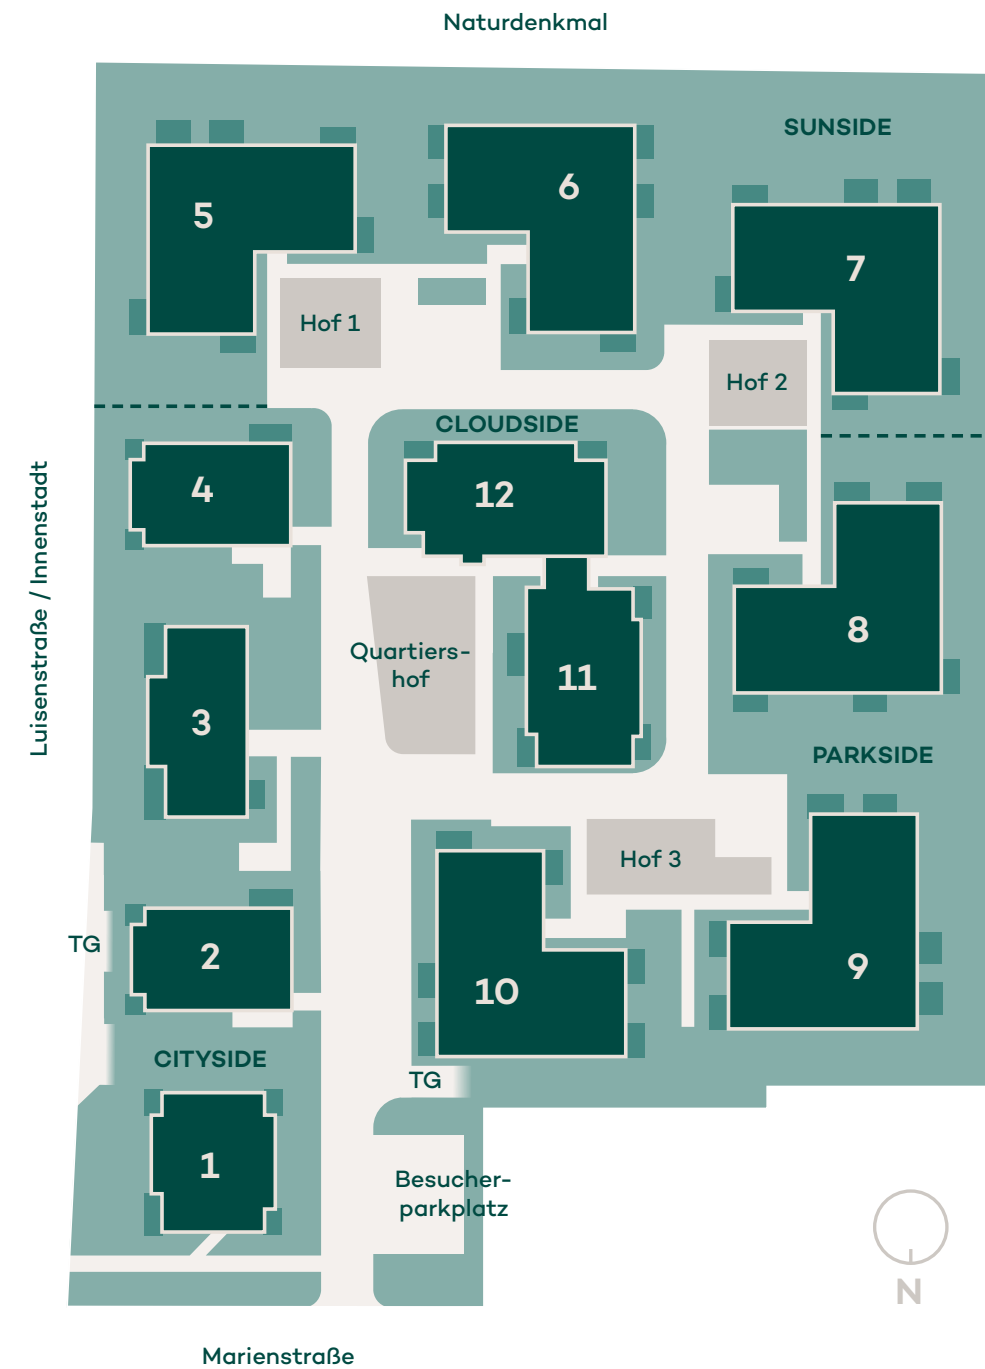 Naturdenkmal
SUNSIDE
5
6
7
Hof 1
Hof 2
CLOUDSIDE
4
12
Luisenstraße / Innenstadt
8
Quartiers-
hof
11
3
PARKSIDE
Hof 3
TG
2
10
9
CITYSIDE
TG
1
Besucher-
parkplatz
N
Marienstraße